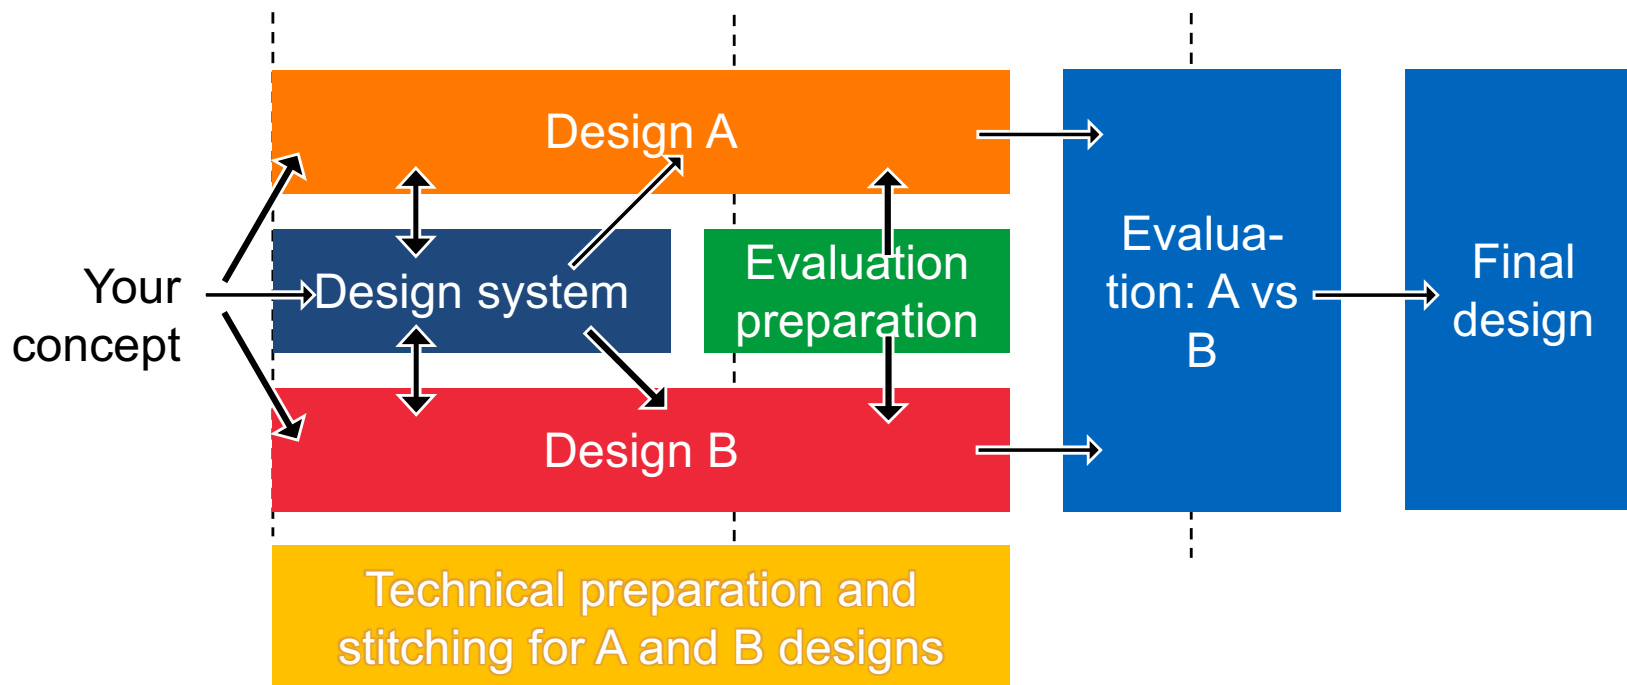 Design A
Your
concept
Design system
Evaluation
preparation
Design B
Technical preparation and
stitching for A and B designs
Evalua-
tion: A vs
B
Final
design